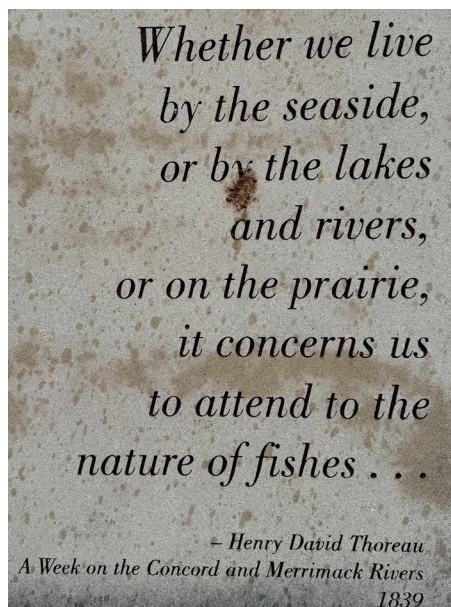 Whether we live
by the seaside,
or by the lakes
and rivers,
or on the prairie,
it concerns us
to attend to the
nature of fishes . . .
– Henry David Thoreau
A Week on the Concord and Merrimack Rivers
1839